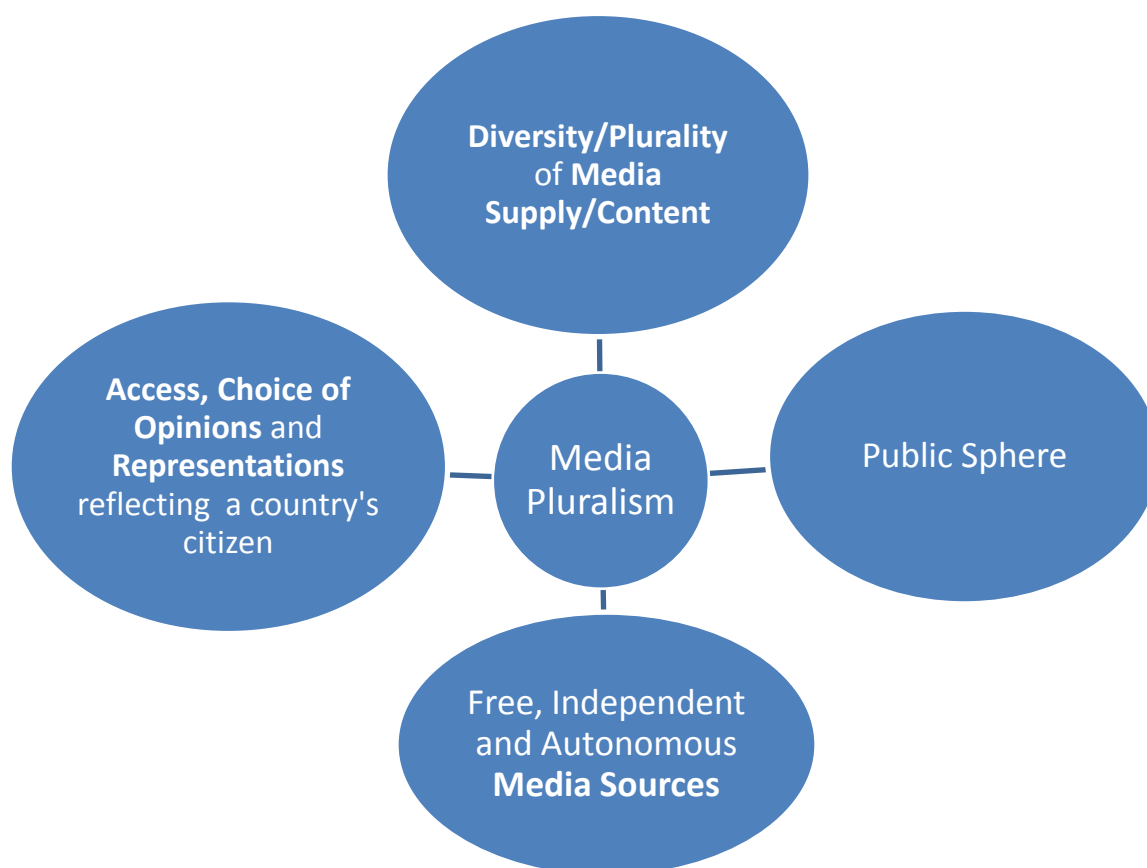 Diversity/Plurality
of Media
Supply/Content
Access, Choice of
Opinions and
Representations
reflecting  a country's
citizen
Media
Pluralism
Public Sphere
Free, Independent
and Autonomous
Media Sources